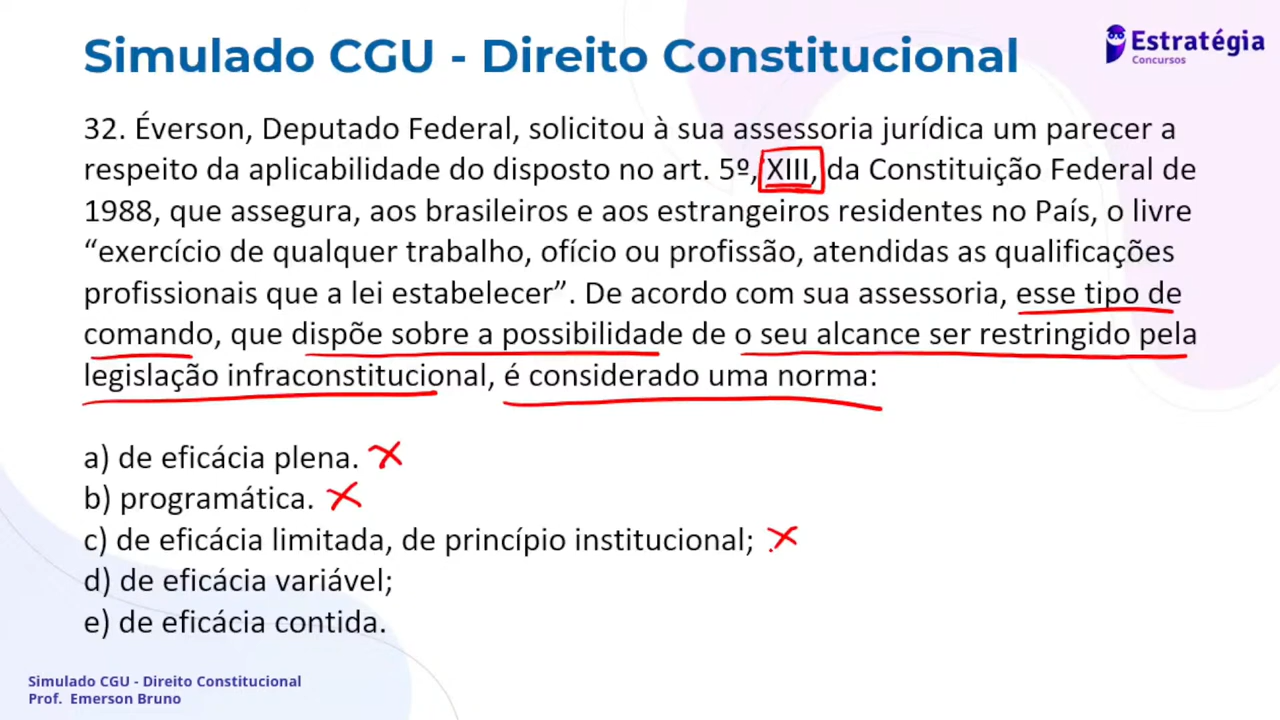 Simulado CGU - Direito Constitucional
Estratégia
Concursos
32. Éverson, Deputado Federal, solicitou à sua assessoria jurídica um parecer a
respeito da aplicabilidade do disposto no art. 5º, XIII, da Constituição Federal de
1988, que assegura, aos brasileiros e aos estrangeiros residentes no País, o livre
“exercício de qualquer trabalho, ofício ou profissão, atendidas as qualificações
profissionais que a lei estabelecer”. De acordo com sua assessoria, esse tipo de
comando, que dispõe sobre a possibilidade de o seu alcance ser restringido pela
legislação infraconstitucional, é considerado uma norma:
a) de eficácia plena.
b) programática.
c) de eficácia limitada, de princípio institucional;
d) de eficácia variável;
e) de eficácia contida.
Simulado CGU - Direito Constitucional
Prof. Emerson Bruno